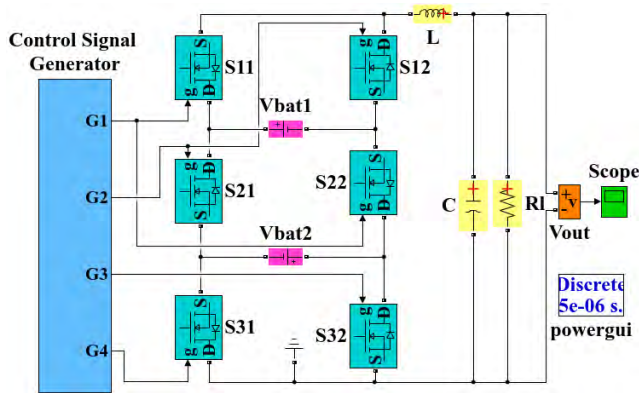 Control Signal
Generator
G1
G2
G3
G4
S
g
D
S11
D
g
S
S12
L
Vbat1
+
D
g
S
S21
S
g
D
S22
Vbat2
+
S
g
D
S31
D
g
S
S32
C
Rl
+
v
-
Vout
Scope
Discrete
5e-06 s.
powergui